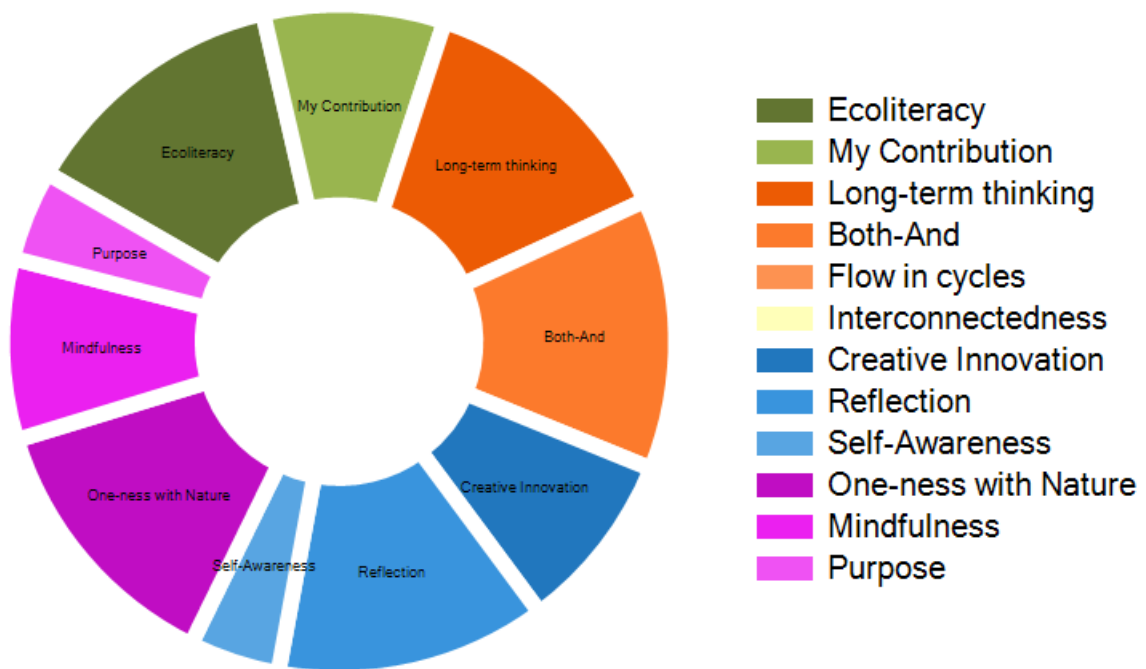 My Contribution
Ecoliteracy
Long-term thinking
Purpose
Both-And
Mindfulness
Creative Innovation
One-ness with Nature
Self-Awareness
Reflection
Ecoliteracy
My Contribution
Long-term thinking
Both-And
Flow in cycles
Interconnectedness
Creative Innovation
Reflection
Self-Awareness
One-ness with Nature
Mindfulness
Purpose